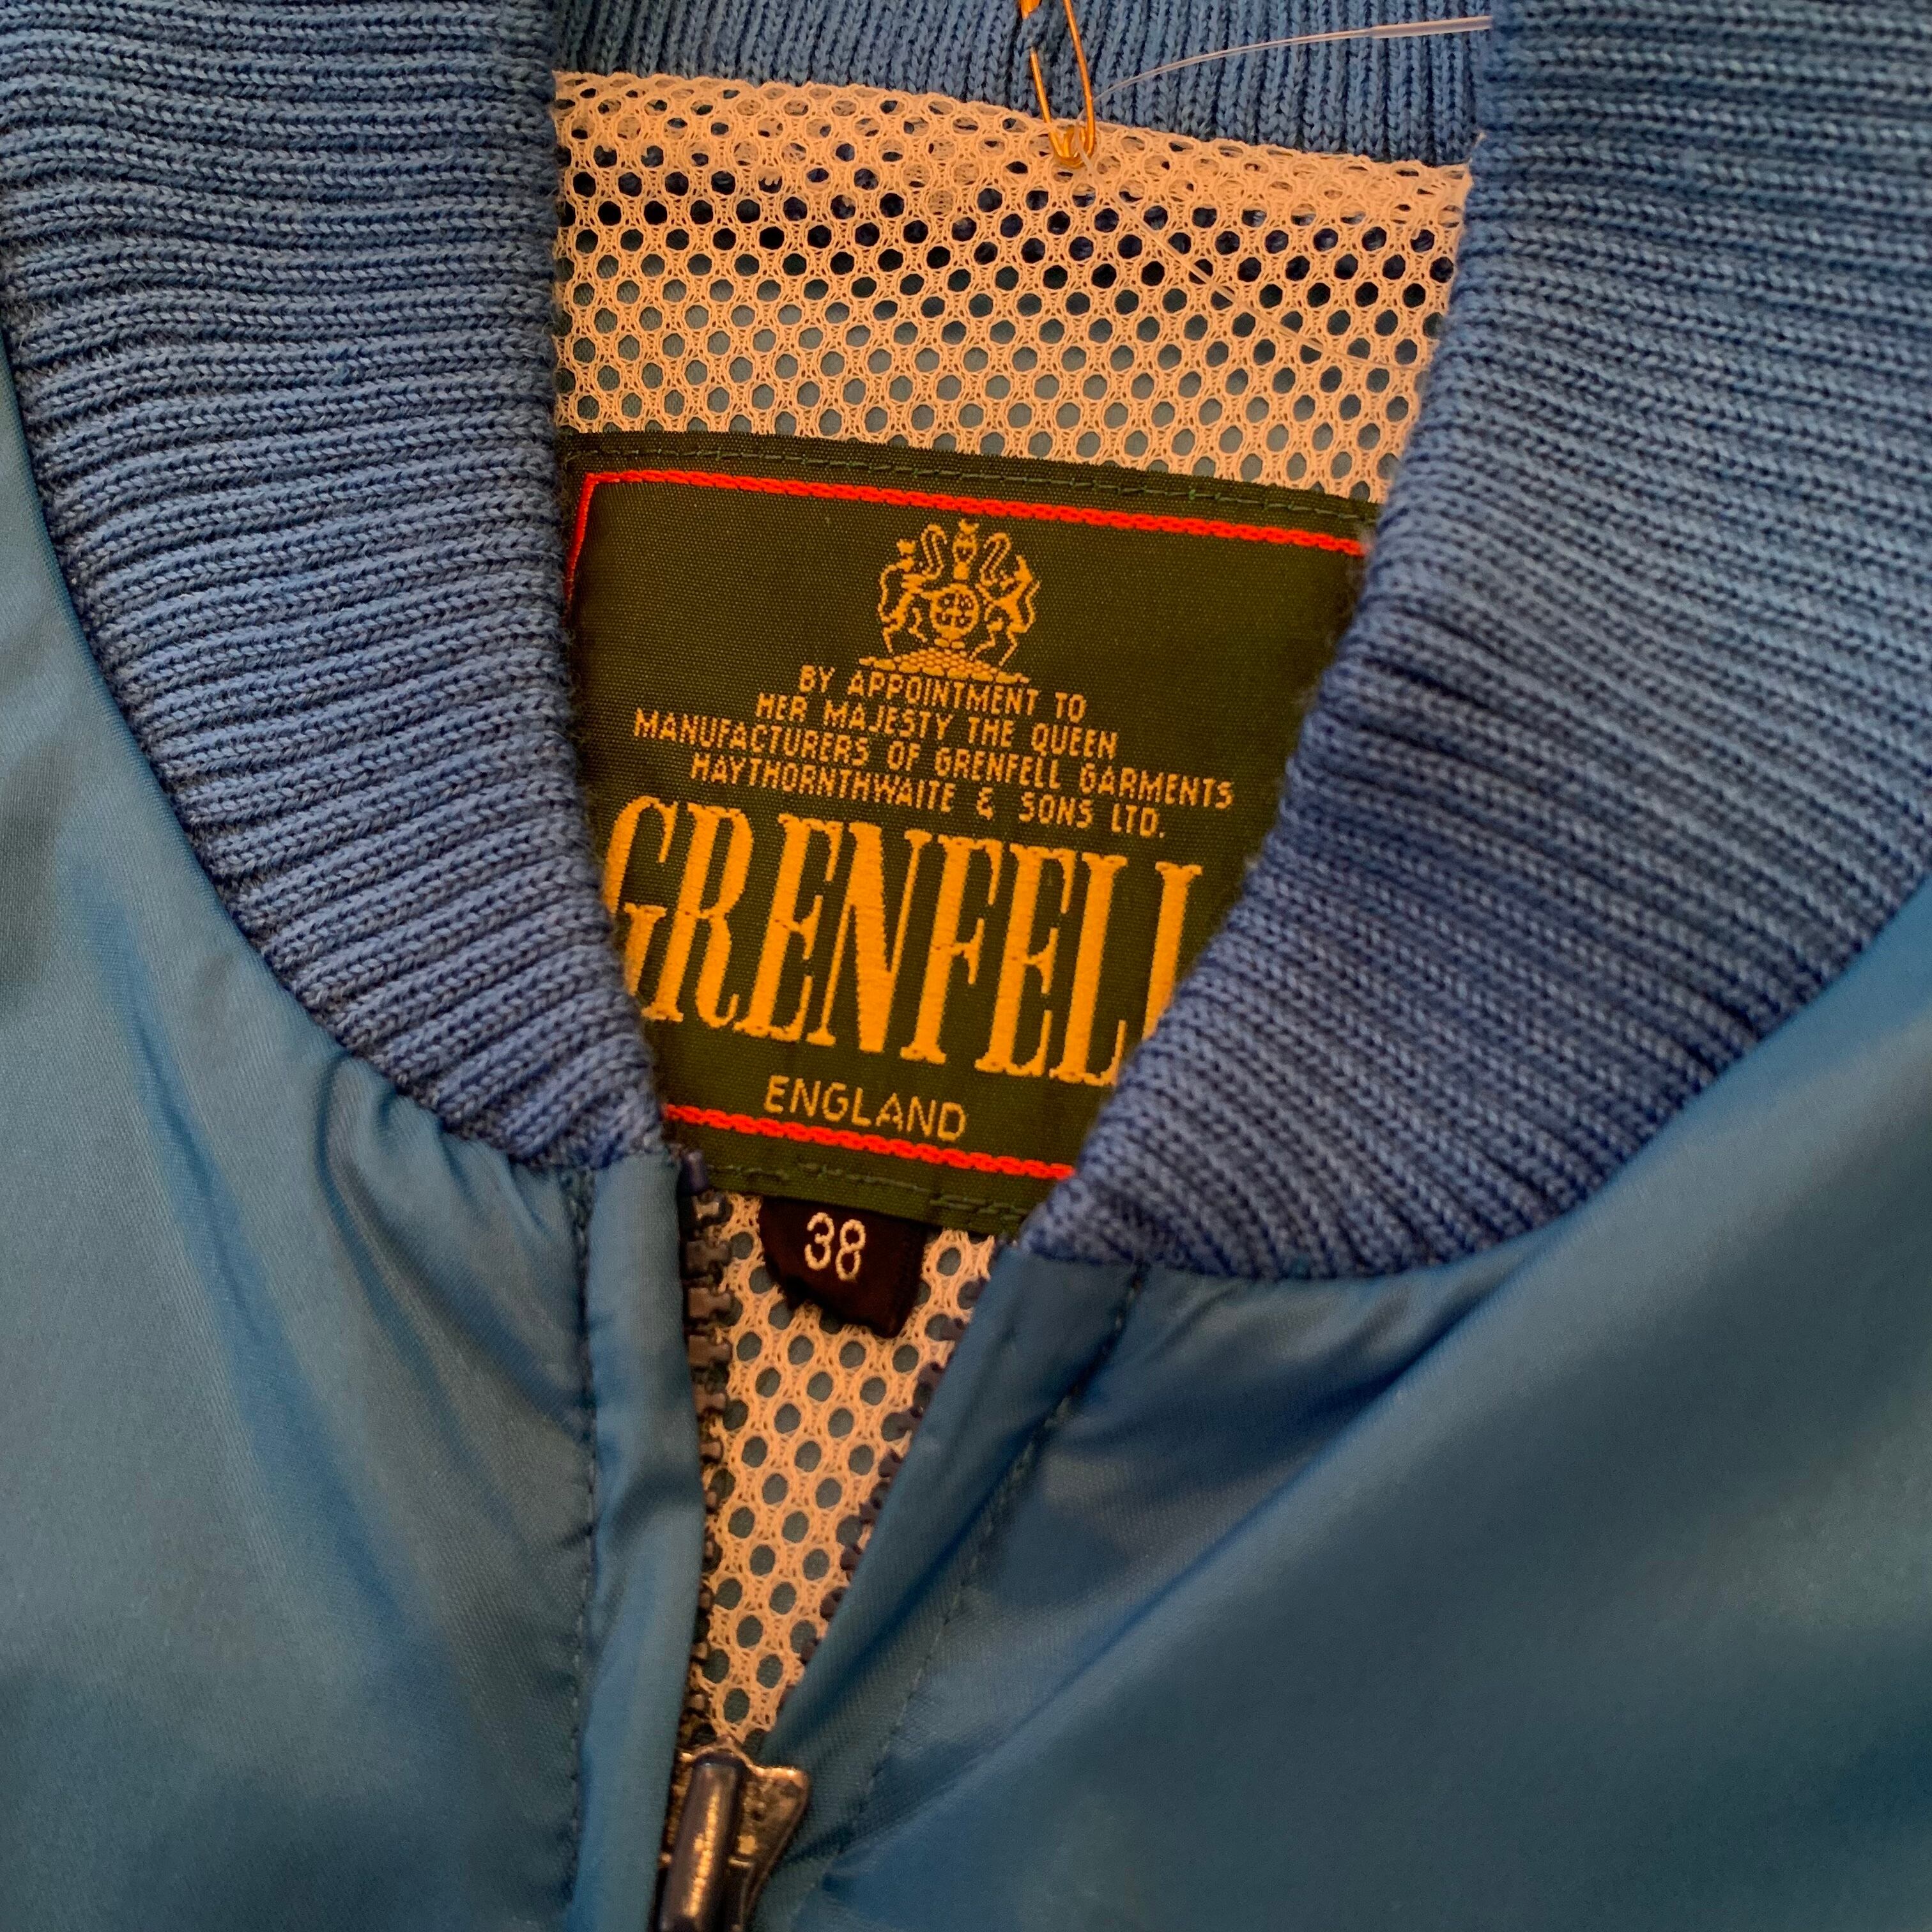 BY APPOINTMENT TO
HER MAJESTY THE QUEEN
MANUFACTURERS OF GRENFELL GARMENTS
HAYTHORNTHWAITE & SONS LTD.
GRENFELL
ENGLAND
38